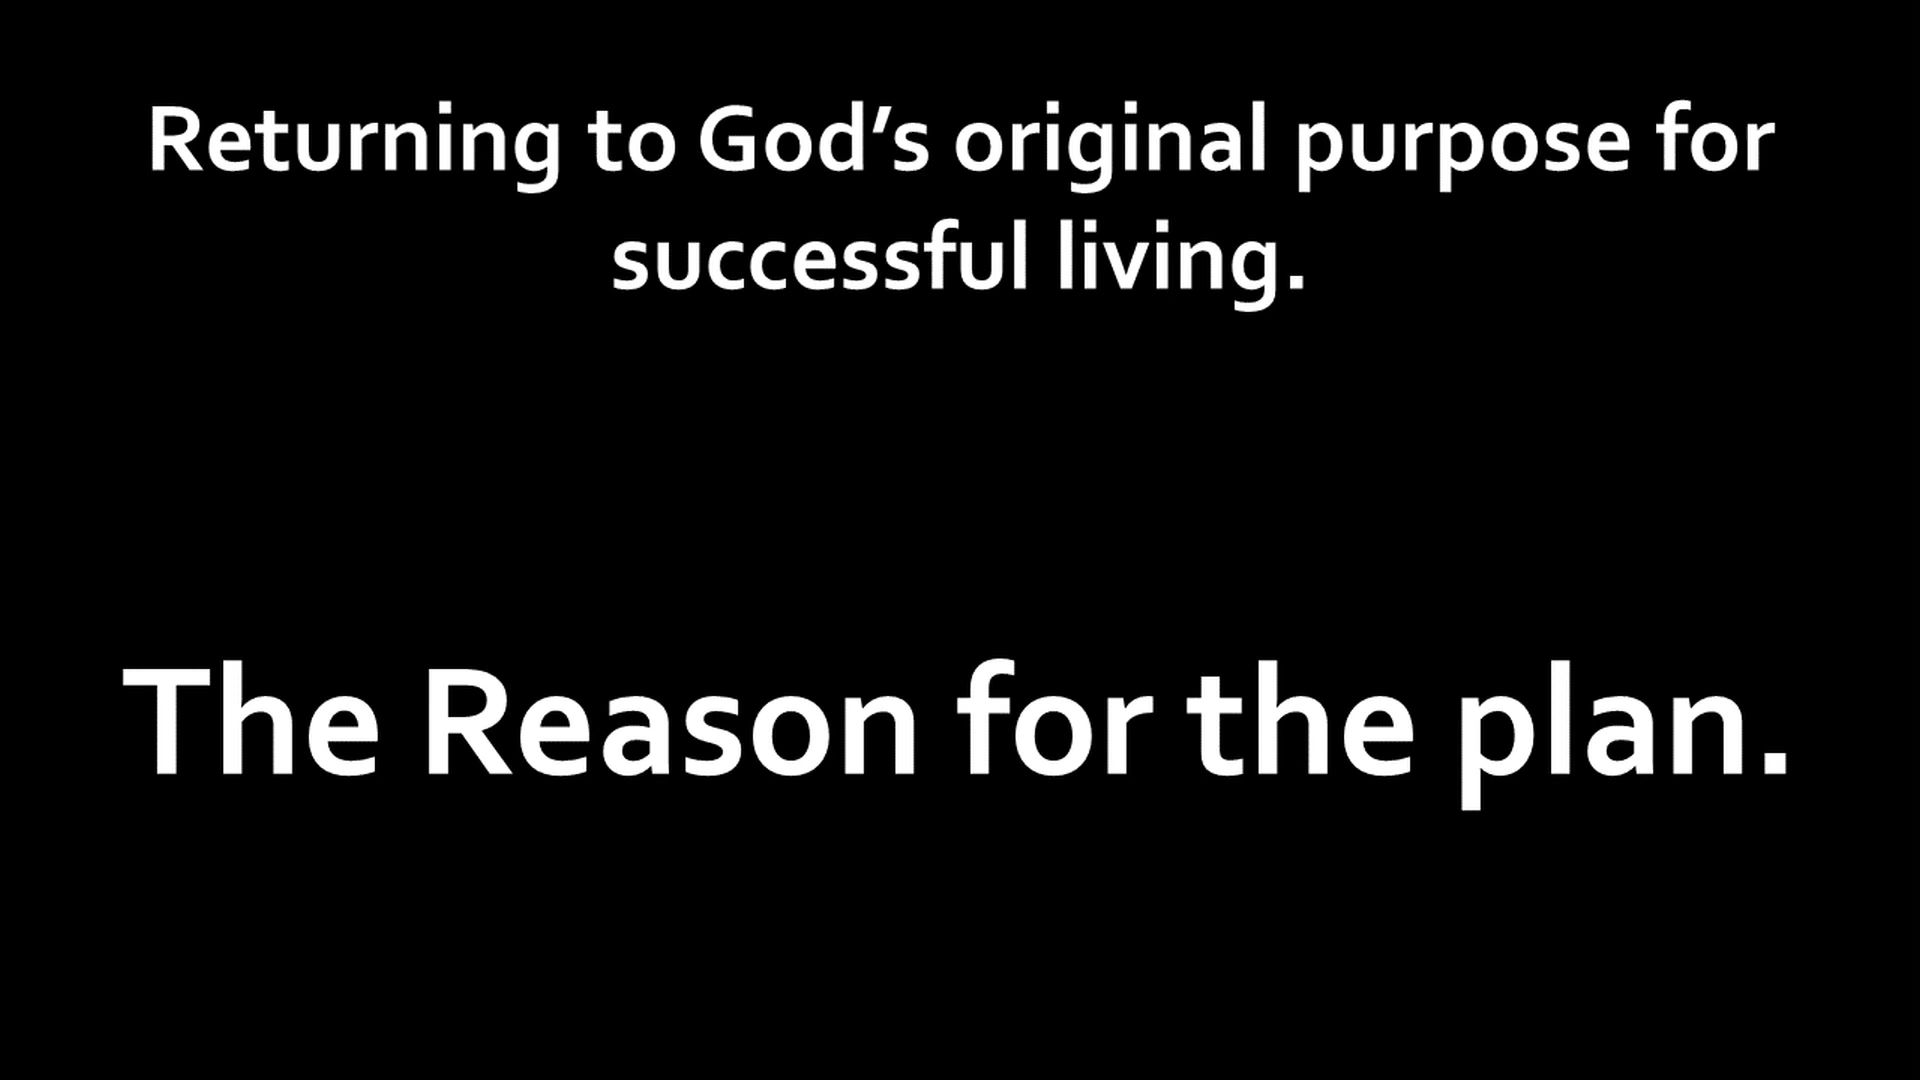 Returning to God’s original purpose for
successful living.
The Reason for the plan.